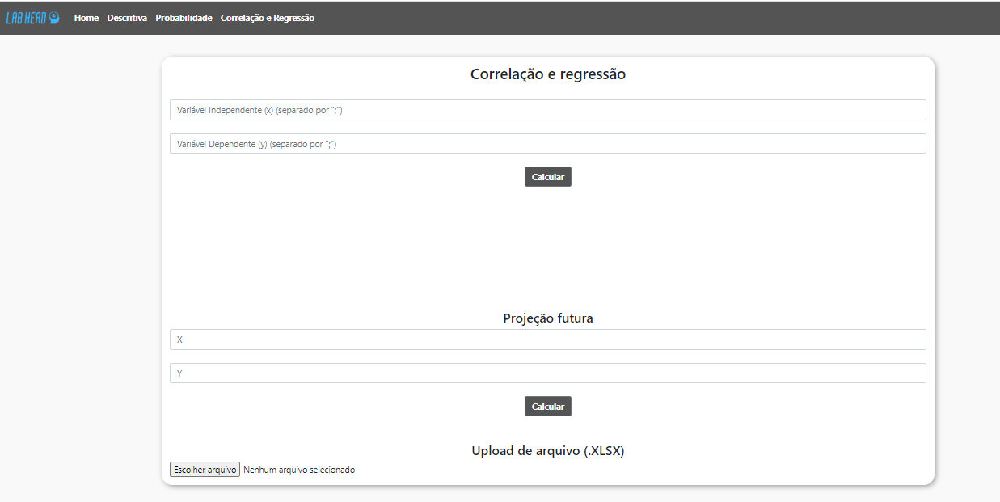 LAB HEAD Home Descritiva Probabilidade Correlação e Regressão
Correlação e regressão
Variável Independente (x) (separado por ";")
Variável Dependente (y) (separado por ";")
Calcular
Projeção futura
X
Y
Calcular
Upload de arquivo (.XLSX)
Escolher arquivo Nenhum arquivo selecionado